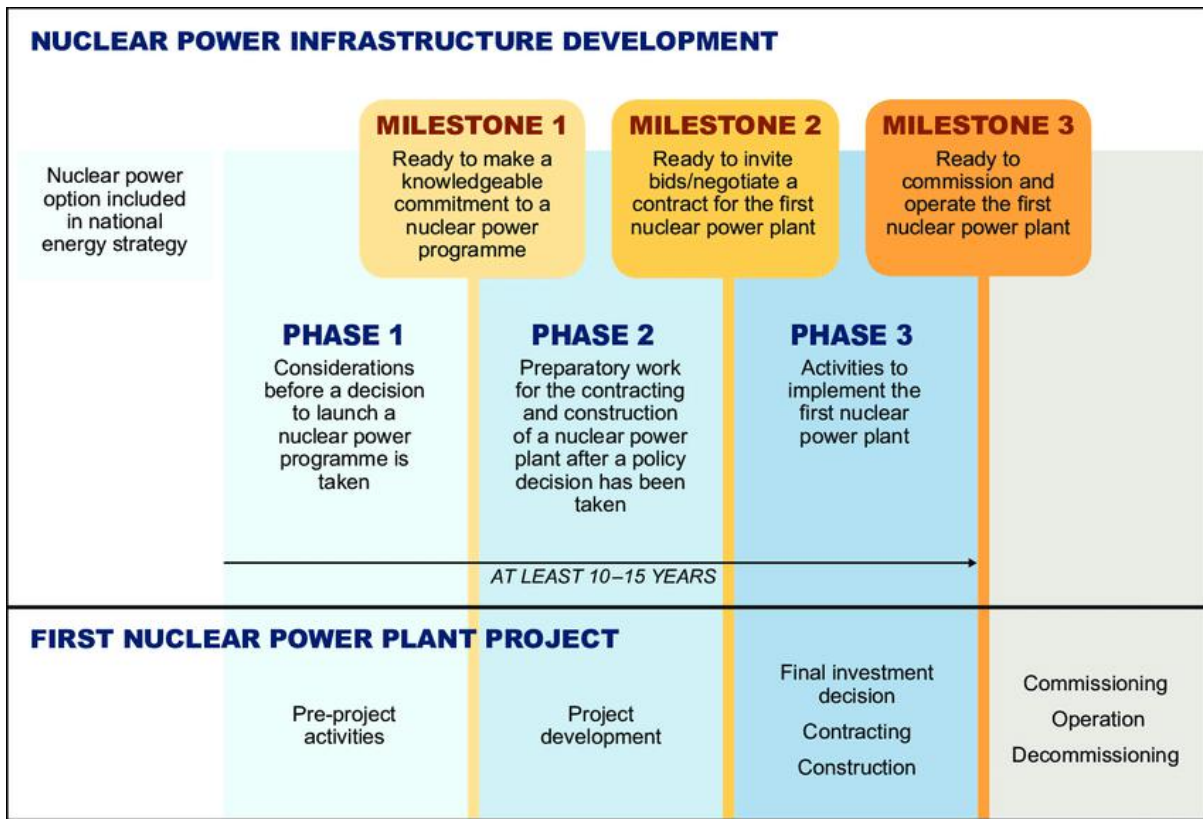 NUCLEAR POWER INFRASTRUCTURE DEVELOPMENT
Nuclear power
option included
in national
energy strategy
MILESTONE 1
Ready to make a
knowledgeable
commitment to a
nuclear power
programme
MILESTONE 2
Ready to invite
bids/negotiate a
contract for the first
nuclear power plant
MILESTONE 3
Ready to
commission and
operate the first
nuclear power plant
PHASE 1
Considerations
before a decision
to launch a
nuclear power
programme is
taken
PHASE 2
Preparatory work
for the contracting
and construction
of a nuclear power
plant after a policy
decision has been
taken
PHASE 3
Activities to
implement the
first nuclear
power plant
AT LEAST 10–15 YEARS
FIRST NUCLEAR POWER PLANT PROJECT
Pre-project
activities
Project
development
Final investment
decision
Contracting
Construction
Commissioning
Operation
Decommissioning